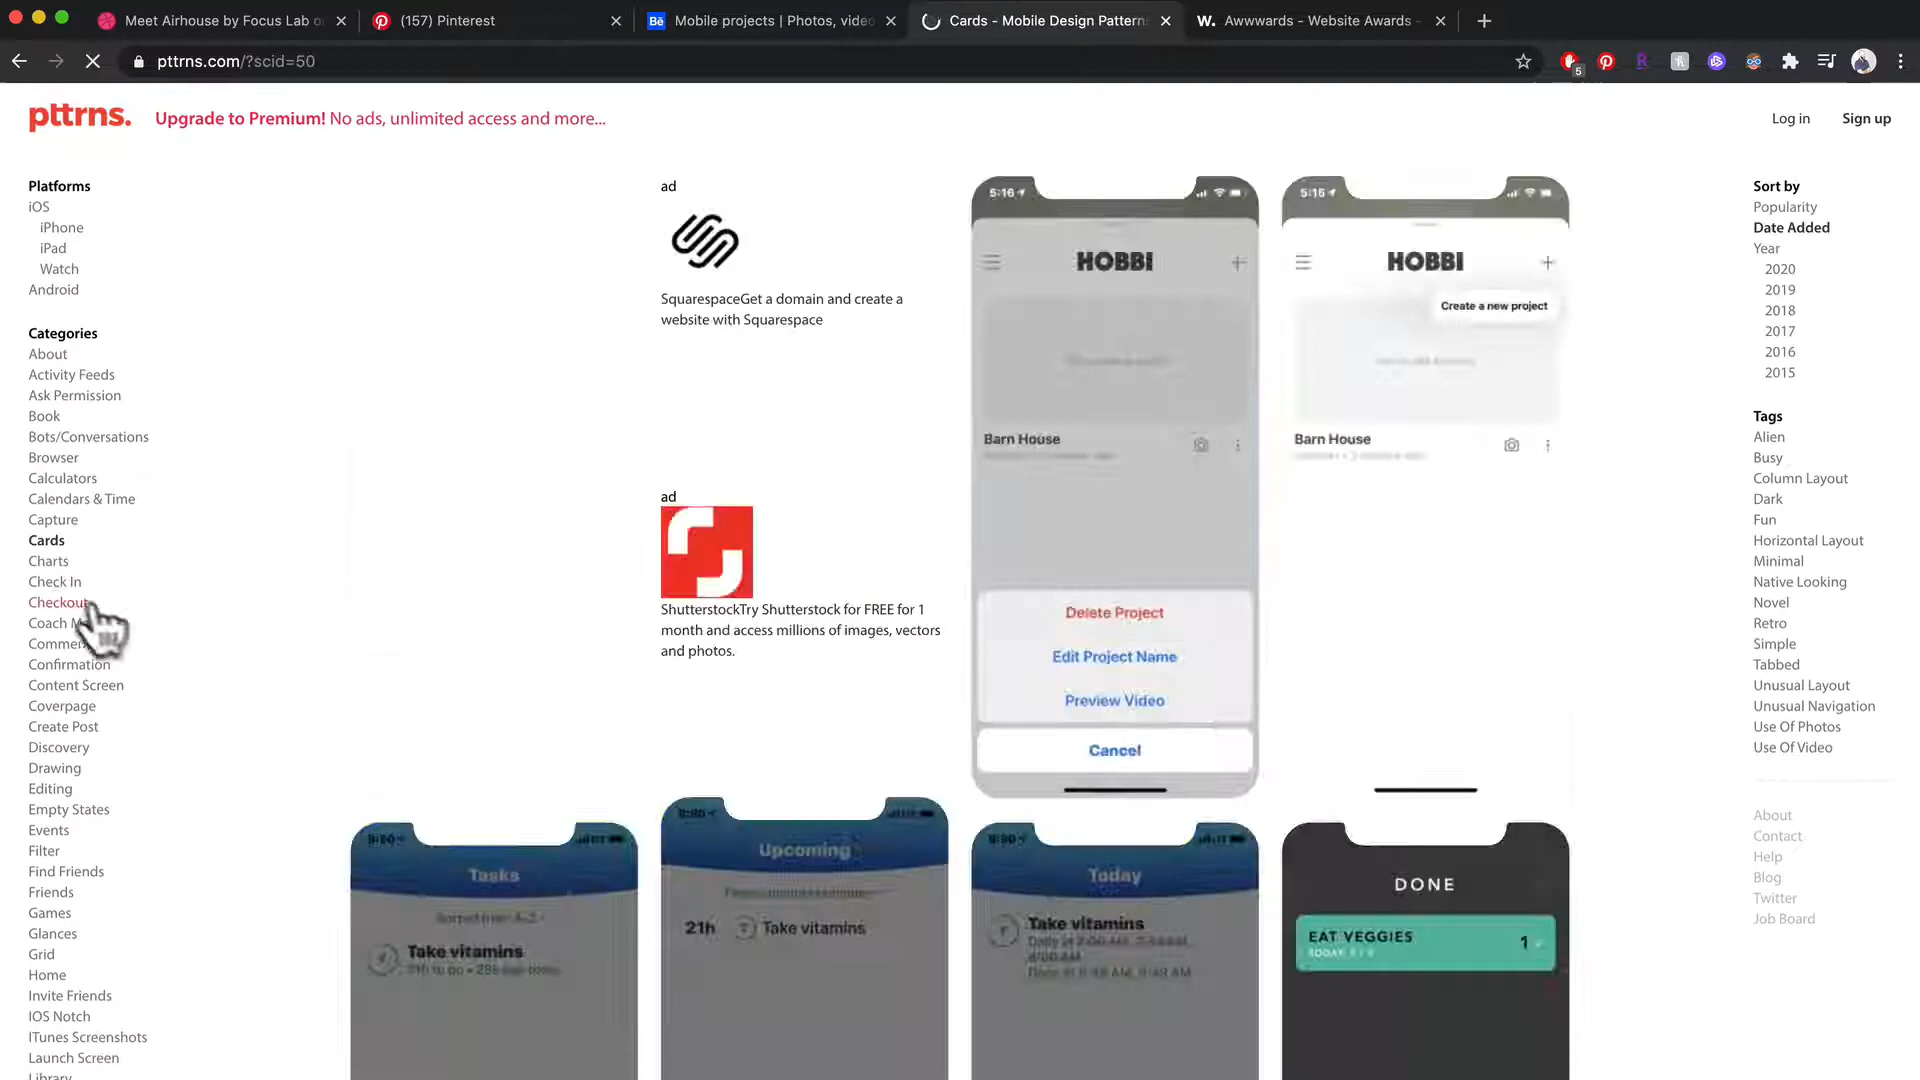 Meet Airhouse by Focus Lab o
(157) Pinterest
Bē Mobile projects | Photos, vide
Cards - Mobile Design Pattern
W. Awwwards - Website Awards -
pttrns.com/?scid=50
5
pttrns.
Upgrade to Premium! No ads, unlimited access and more...
Log in
Sign up
Platforms
iOS
iPhone
iPad
Watch
Android
Categories
About
Activity Feeds
Ask Permission
Book
Bots/Conversations
Browser
Calculators
Calendars & Time
Capture
Cards
Charts
Check In
Checkout
Coach M
Commen
Confirmation
Content Screen
Coverpage
Create Post
Discovery
Drawing
Editing
Empty States
Events
Filter
Find Friends
Friends
Games
Glances
Grid
Home
Invite Friends
IOS Notch
ITunes Screenshots
Launch Screen
Library
ad
SquarespaceGet a domain and create a
website with Squarespace
ad
ShutterstockTry Shutterstock for FREE for 1
month and access millions of images, vectors
and photos.
5:16
HOBBI
Barn House
Delete Project
Edit Project Name
Preview Video
Cancel
5:15
HOBBI
Create a new project
Barn House
Tasks
Take vitamins
Upcoming
21h Take vitamins
Today
Take vitamins
DONE
EAT VEGGIES 1
Sort by
Popularity
Date Added
Year
2020
2019
2018
2017
2016
2015
Tags
Alien
Busy
Column Layout
Dark
Fun
Horizontal Layout
Minimal
Native Looking
Novel
Retro
Simple
Tabbed
Unusual Layout
Unusual Navigation
Use Of Photos
Use Of Video
About
Contact
Help
Blog
Twitter
Job Board